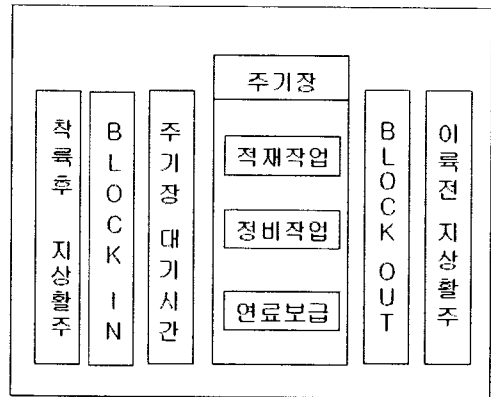 착륙후 지상활주
BLOCK IN
주기장 대기시간
주기장
적재작업
정비작업
연료보급
BLOCK OUT
이륙전 지상활주